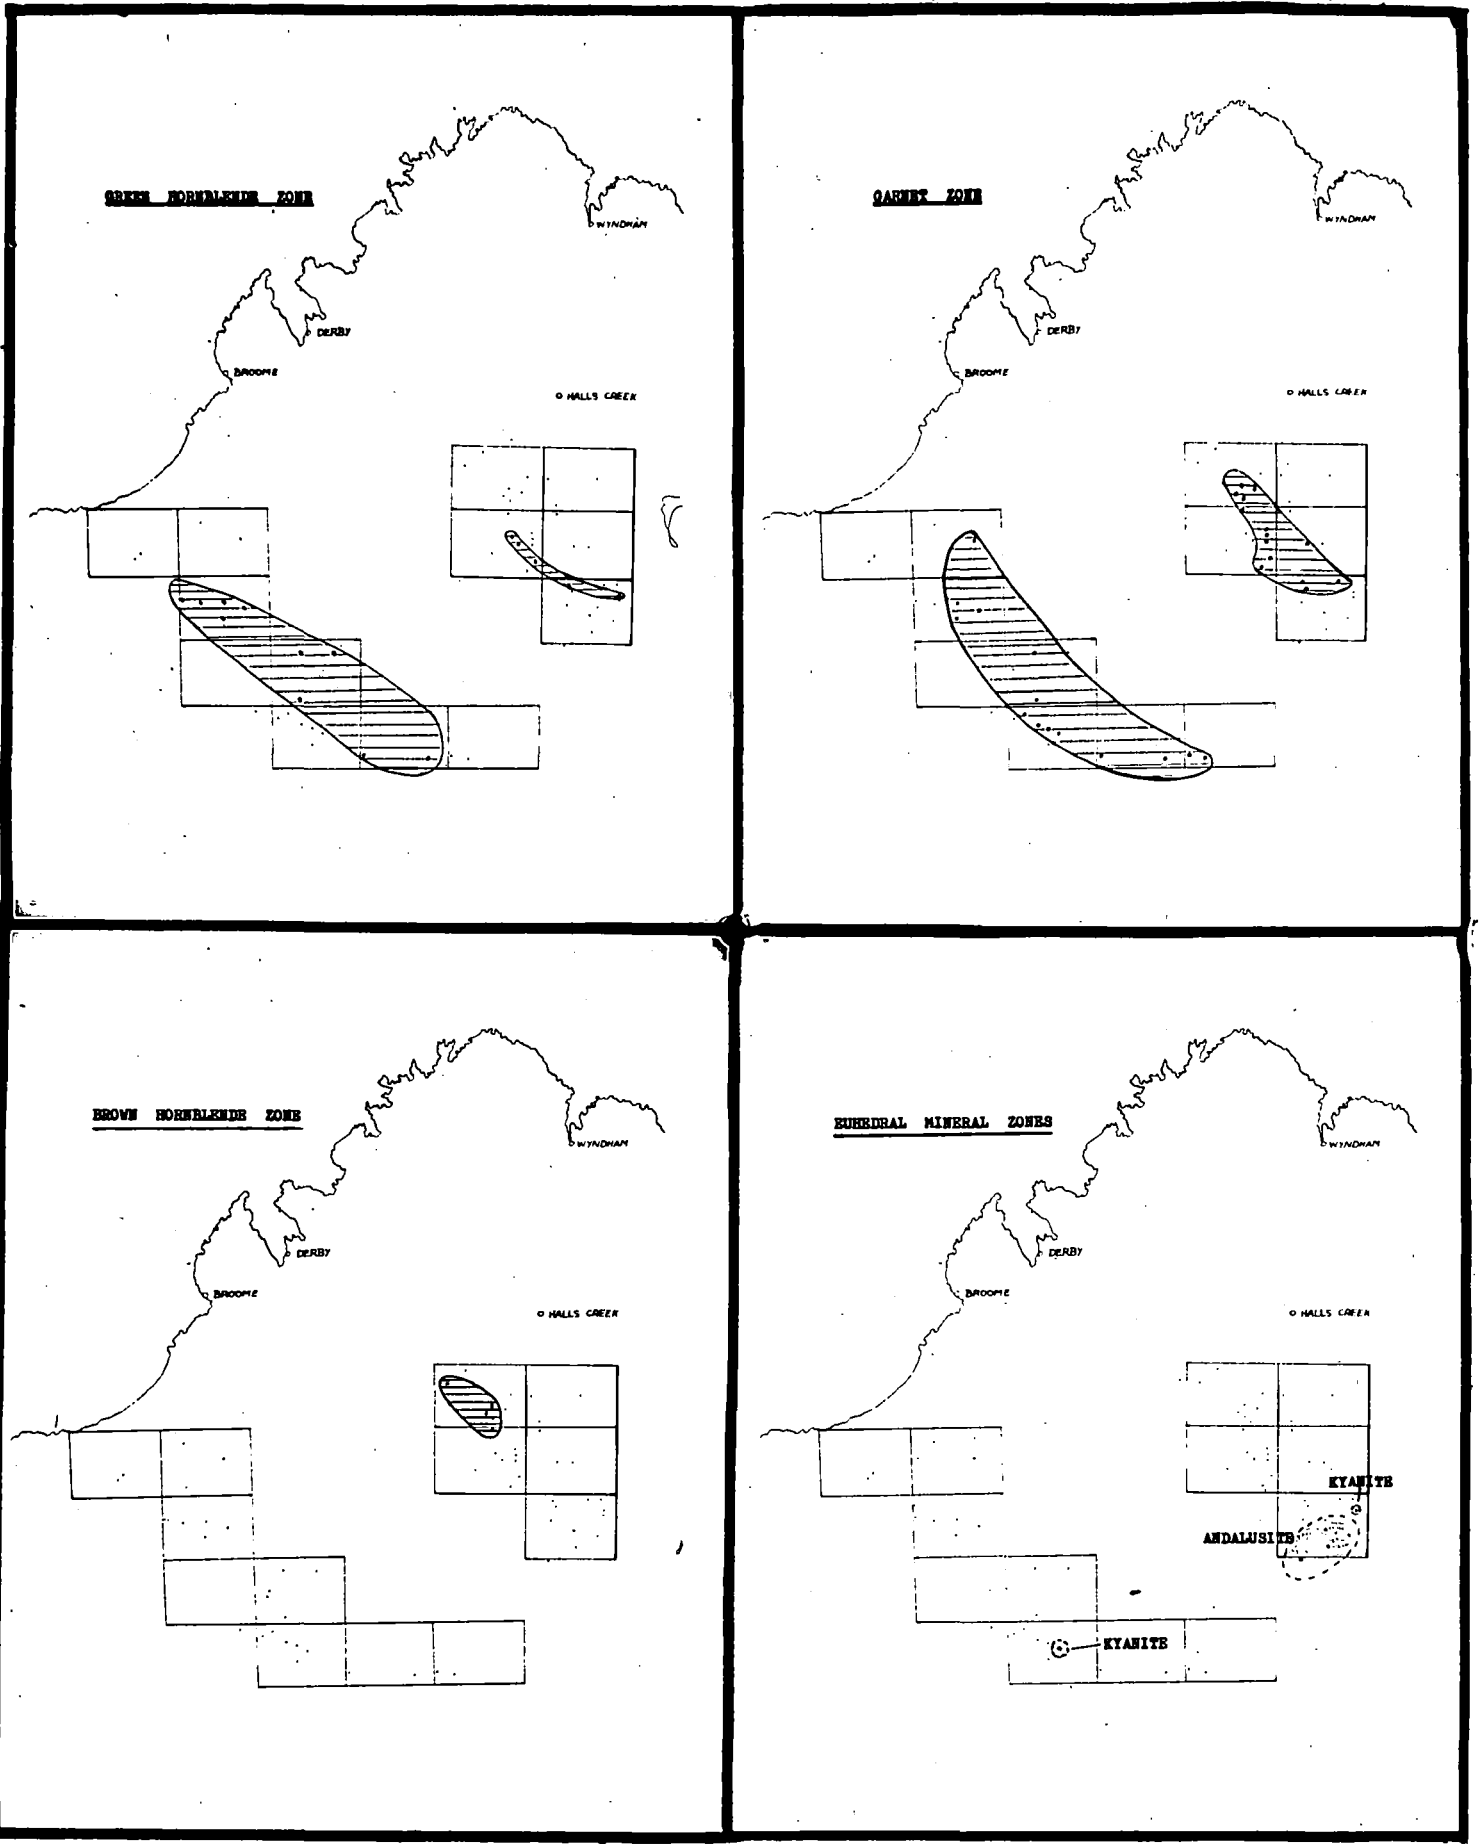 GREEN HORNBLENDE ZONE
WYNDHAM
DERBY
BROOME
HALLS CREEK
GARNET ZONE
WYNDHAM
DERBY
BROOME
HALLS CREEK
BROWN HORNBLENDE ZONE
WYNDHAM
DERBY
BROOME
HALLS CREEK
EUHEDRAL MINERAL ZONES
WYNDHAM
DERBY
BROOME
HALLS CREEK
KYANITE
ANDALUSITE
KYANITE